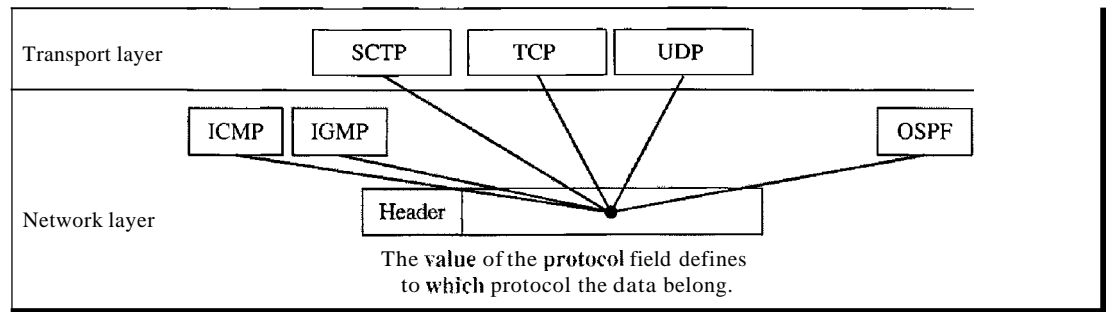 Transport layer
SCTP
TCP
UDP
ICMP
IGMP
OSPF
Network layer
Header
The value of the protocol field defines
to which protocol the data belong.